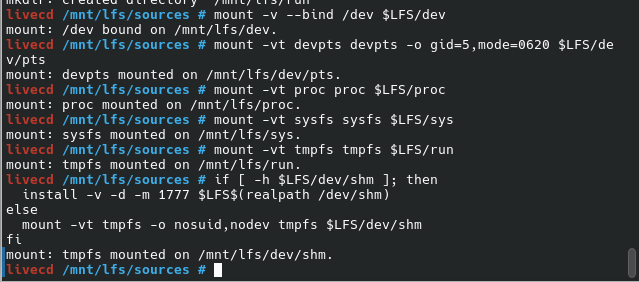 mkdir: created directory '/mnt/lfs/run'
livecd /mnt/lfs/sources # mount -v --bind /dev $LFS/dev
mount: /dev bound on /mnt/lfs/dev.
livecd /mnt/lfs/sources # mount -vt devpts devpts -o gid=5,mode=0620 $LFS/de
v/pts
mount: devpts mounted on /mnt/lfs/dev/pts.
livecd /mnt/lfs/sources # mount -vt proc proc $LFS/proc
mount: proc mounted on /mnt/lfs/proc.
livecd /mnt/lfs/sources # mount -vt sysfs sysfs $LFS/sys
mount: sysfs mounted on /mnt/lfs/sys.
livecd /mnt/lfs/sources # mount -vt tmpfs tmpfs $LFS/run
mount: tmpfs mounted on /mnt/lfs/run.
livecd /mnt/lfs/sources # if [ -h $LFS/dev/shm ]; then
  install -v -d -m 1777 $LFS$(realpath /dev/shm)
else
  mount -vt tmpfs -o nosuid,nodev tmpfs $LFS/dev/shm
fi
mount: tmpfs mounted on /mnt/lfs/dev/shm.
livecd /mnt/lfs/sources #